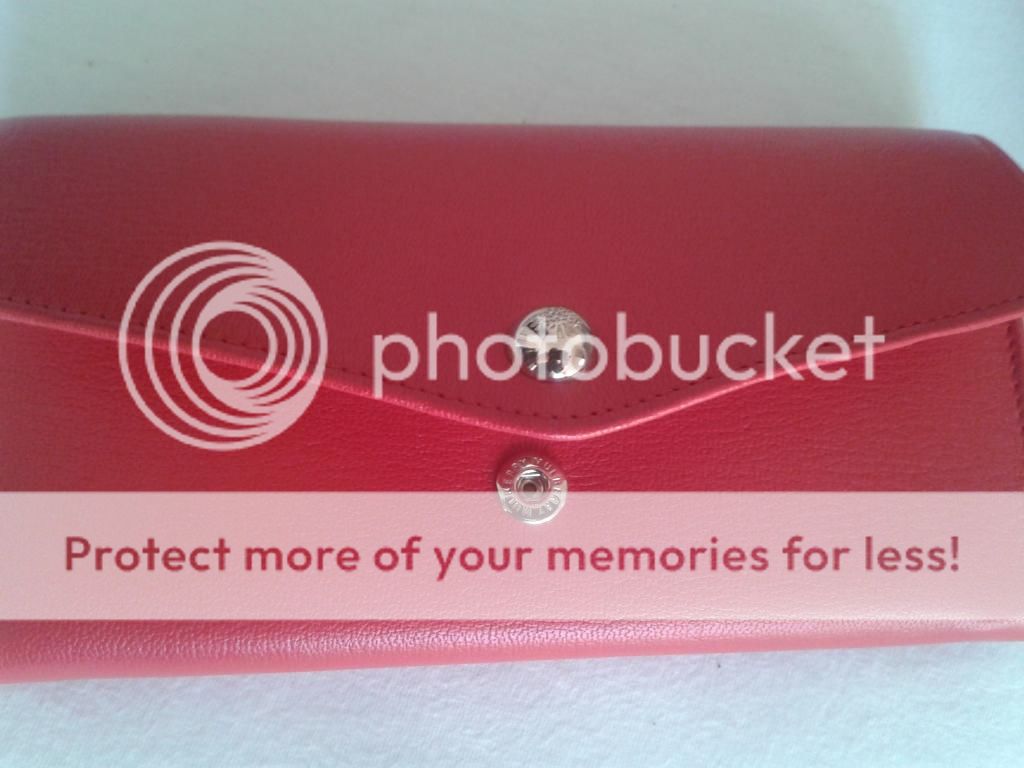 photobucket
Protect more of your memories for less!